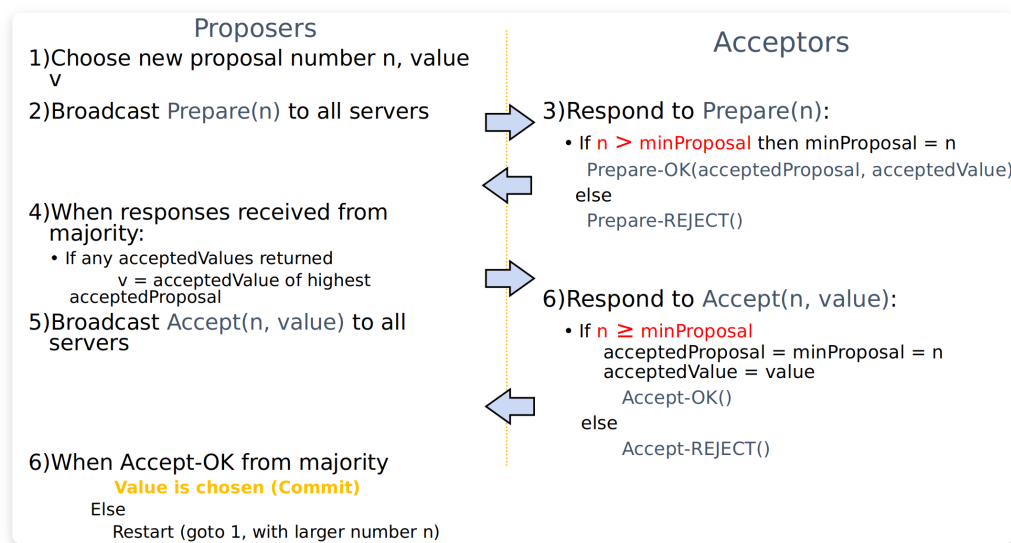 Proposers
1)Choose new proposal number n, value
v
2)Broadcast Prepare(n) to all servers
4)When responses received from
majority:
• If any acceptedValues returned
v = acceptedValue of highest
acceptedProposal
5)Broadcast Accept(n, value) to all
servers
6)When Accept-OK from majority
Value is chosen (Commit)
Else
Restart (goto 1, with larger number n)
Acceptors
3)Respond to Prepare(n):
• If n > minProposal then minProposal = n
Prepare-OK(acceptedProposal, acceptedValue)
else
Prepare-REJECT()
6)Respond to Accept(n, value):
• If n ≥ minProposal
acceptedProposal = minProposal = n
acceptedValue = value
Accept-OK()
else
Accept-REJECT()